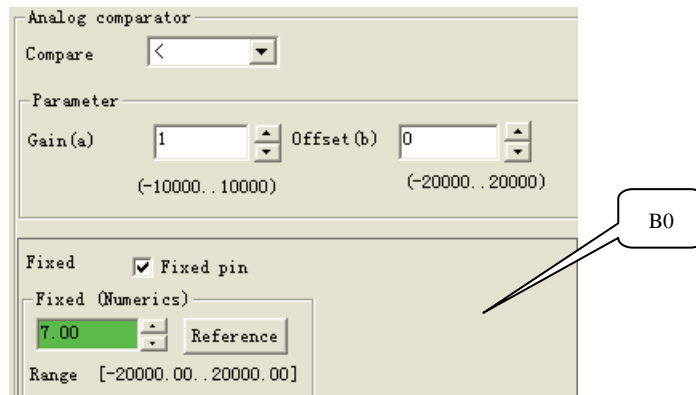 Analog comparator
Compare <
Parameter
Gain(a) 1 Offset(b) 0
(-10000..10000) (-20000..20000)
B0
Fixed Fixed pin
Fixed (Numerics)
7.00 Reference
Range [-20000.00..20000.00]